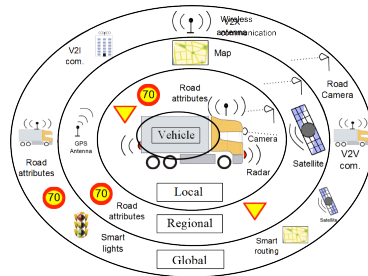 Wireless
V2X
antenna
communication
V2I
com.
Map
70
Road
attributes
Road
Camera
Vehicle
GPS
Antenna
Camera
Road
attributes
Satellite
V2V
com.
Radar
70
70
Local
Road
attributes
Regional
Satellite
Smart
lights
Smart
routing
Global